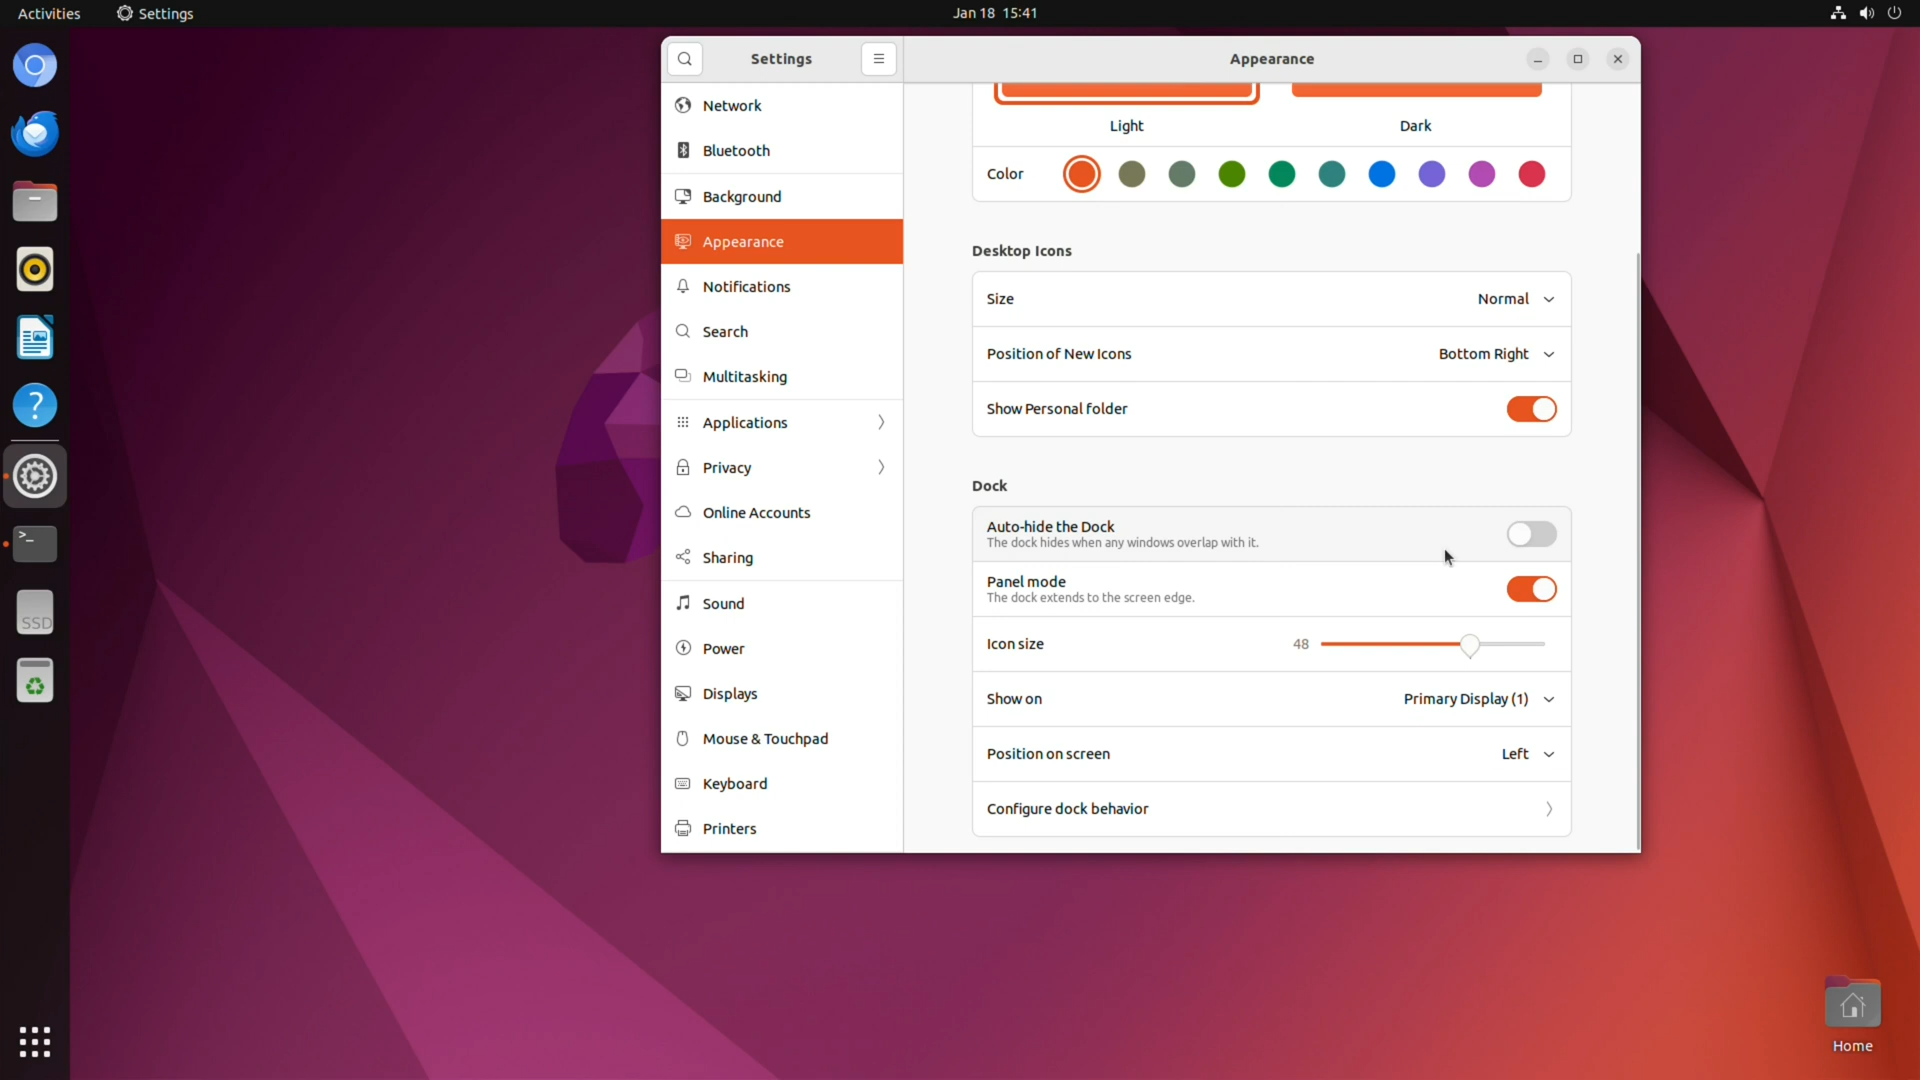 Activities
Settings
Jan 18 15:41
Settings
Appearance
Network
Bluetooth
Background
Appearance
Notifications
Search
Multitasking
Applications
Privacy
Online Accounts
Sharing
Sound
Power
Displays
Mouse & Touchpad
Keyboard
Printers
Light
Dark
Color
Desktop Icons
Size
Normal
Position of New Icons
Bottom Right
Show Personal folder
Dock
Auto-hide the Dock
The dock hides when any windows overlap with it.
Panel mode
The dock extends to the screen edge.
Icon size
48
Show on
Primary Display (1)
Position on screen
Left
Configure dock behavior
?
>_
SSD
Home